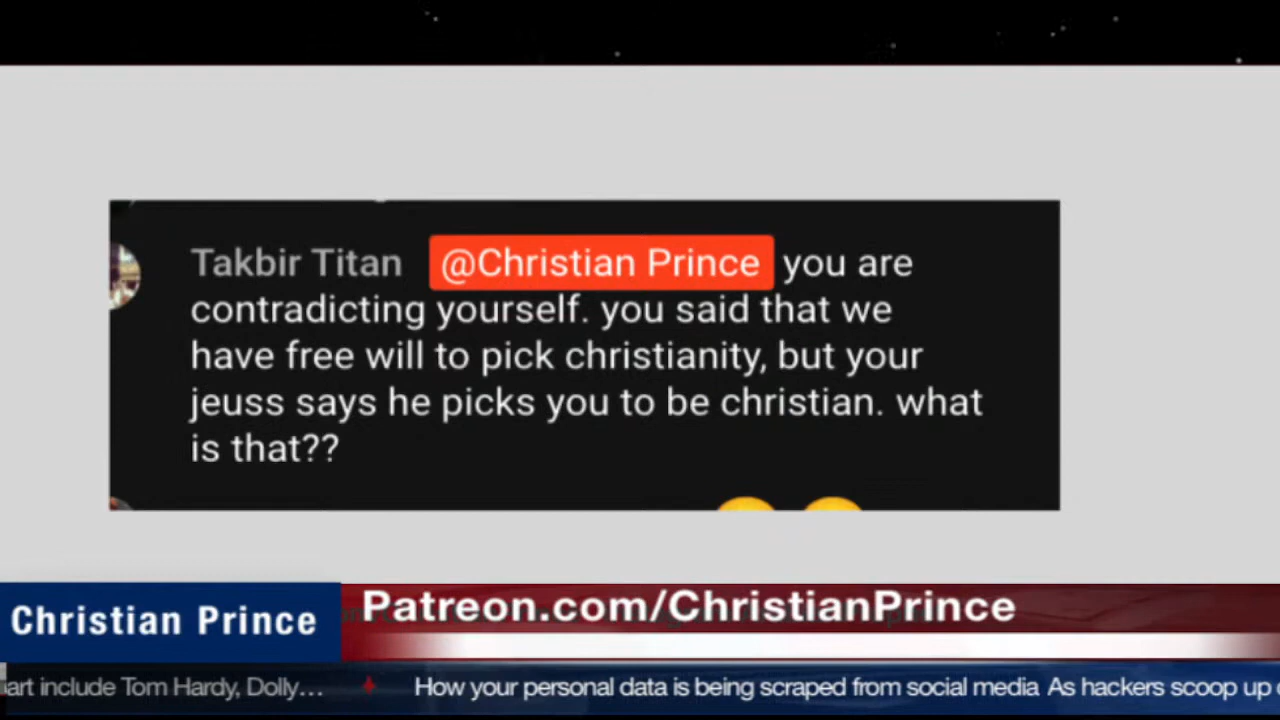 Takbir Titan @Christian Prince you are
contradicting yourself. you said that we
have free will to pick christianity, but your
jeuss says he picks you to be christian. what
is that??
Christian Prince
Patreon.com/ChristianPrince
art include Tom Hardy, Dolly... How your personal data is being scraped from social media As hackers scoop up